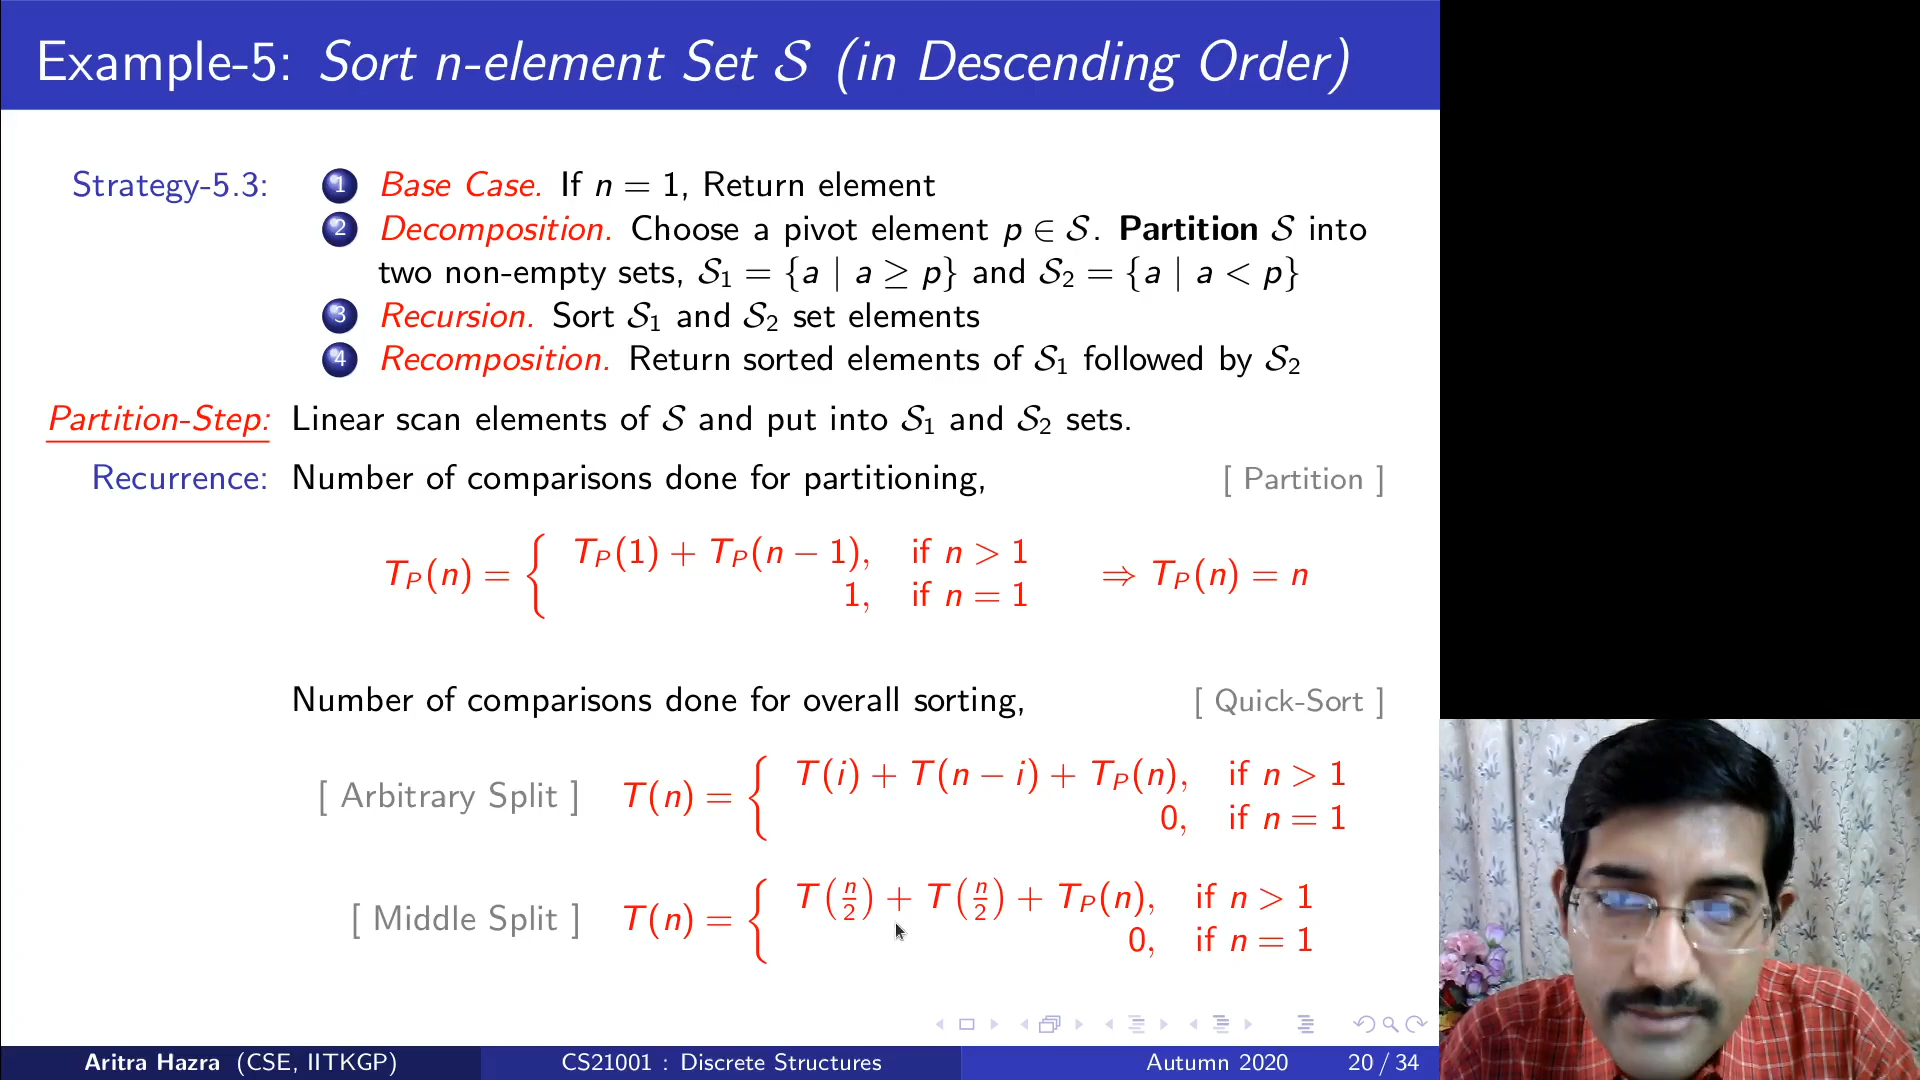 Example-5: Sort n-element Set 𝒮 (in Descending Order)
Strategy-5.3: 1 Base Case. If n = 1, Return element
2 Decomposition. Choose a pivot element p ∈ 𝒮. Partition 𝒮 into
two non-empty sets, 𝒮₁ = {a | a ≥ p} and 𝒮₂ = {a | a < p}
3 Recursion. Sort 𝒮₁ and 𝒮₂ set elements
4 Recomposition. Return sorted elements of 𝒮₁ followed by 𝒮₂
Partition-Step: Linear scan elements of 𝒮 and put into 𝒮₁ and 𝒮₂ sets.
Recurrence: Number of comparisons done for partitioning, [ Partition ]
T_P(n) = { T_P(1) + T_P(n − 1), if n > 1
1, if n = 1
⇒ T_P(n) = n
Number of comparisons done for overall sorting, [ Quick-Sort ]
[ Arbitrary Split ] T(n) = { T(i) + T(n − i) + T_P(n), if n > 1
0, if n = 1
[ Middle Split ] T(n) = { T(n/2) + T(n/2) + T_P(n), if n > 1
0, if n = 1
Aritra Hazra (CSE, IITKGP) CS21001 : Discrete Structures Autumn 2020 20 / 34